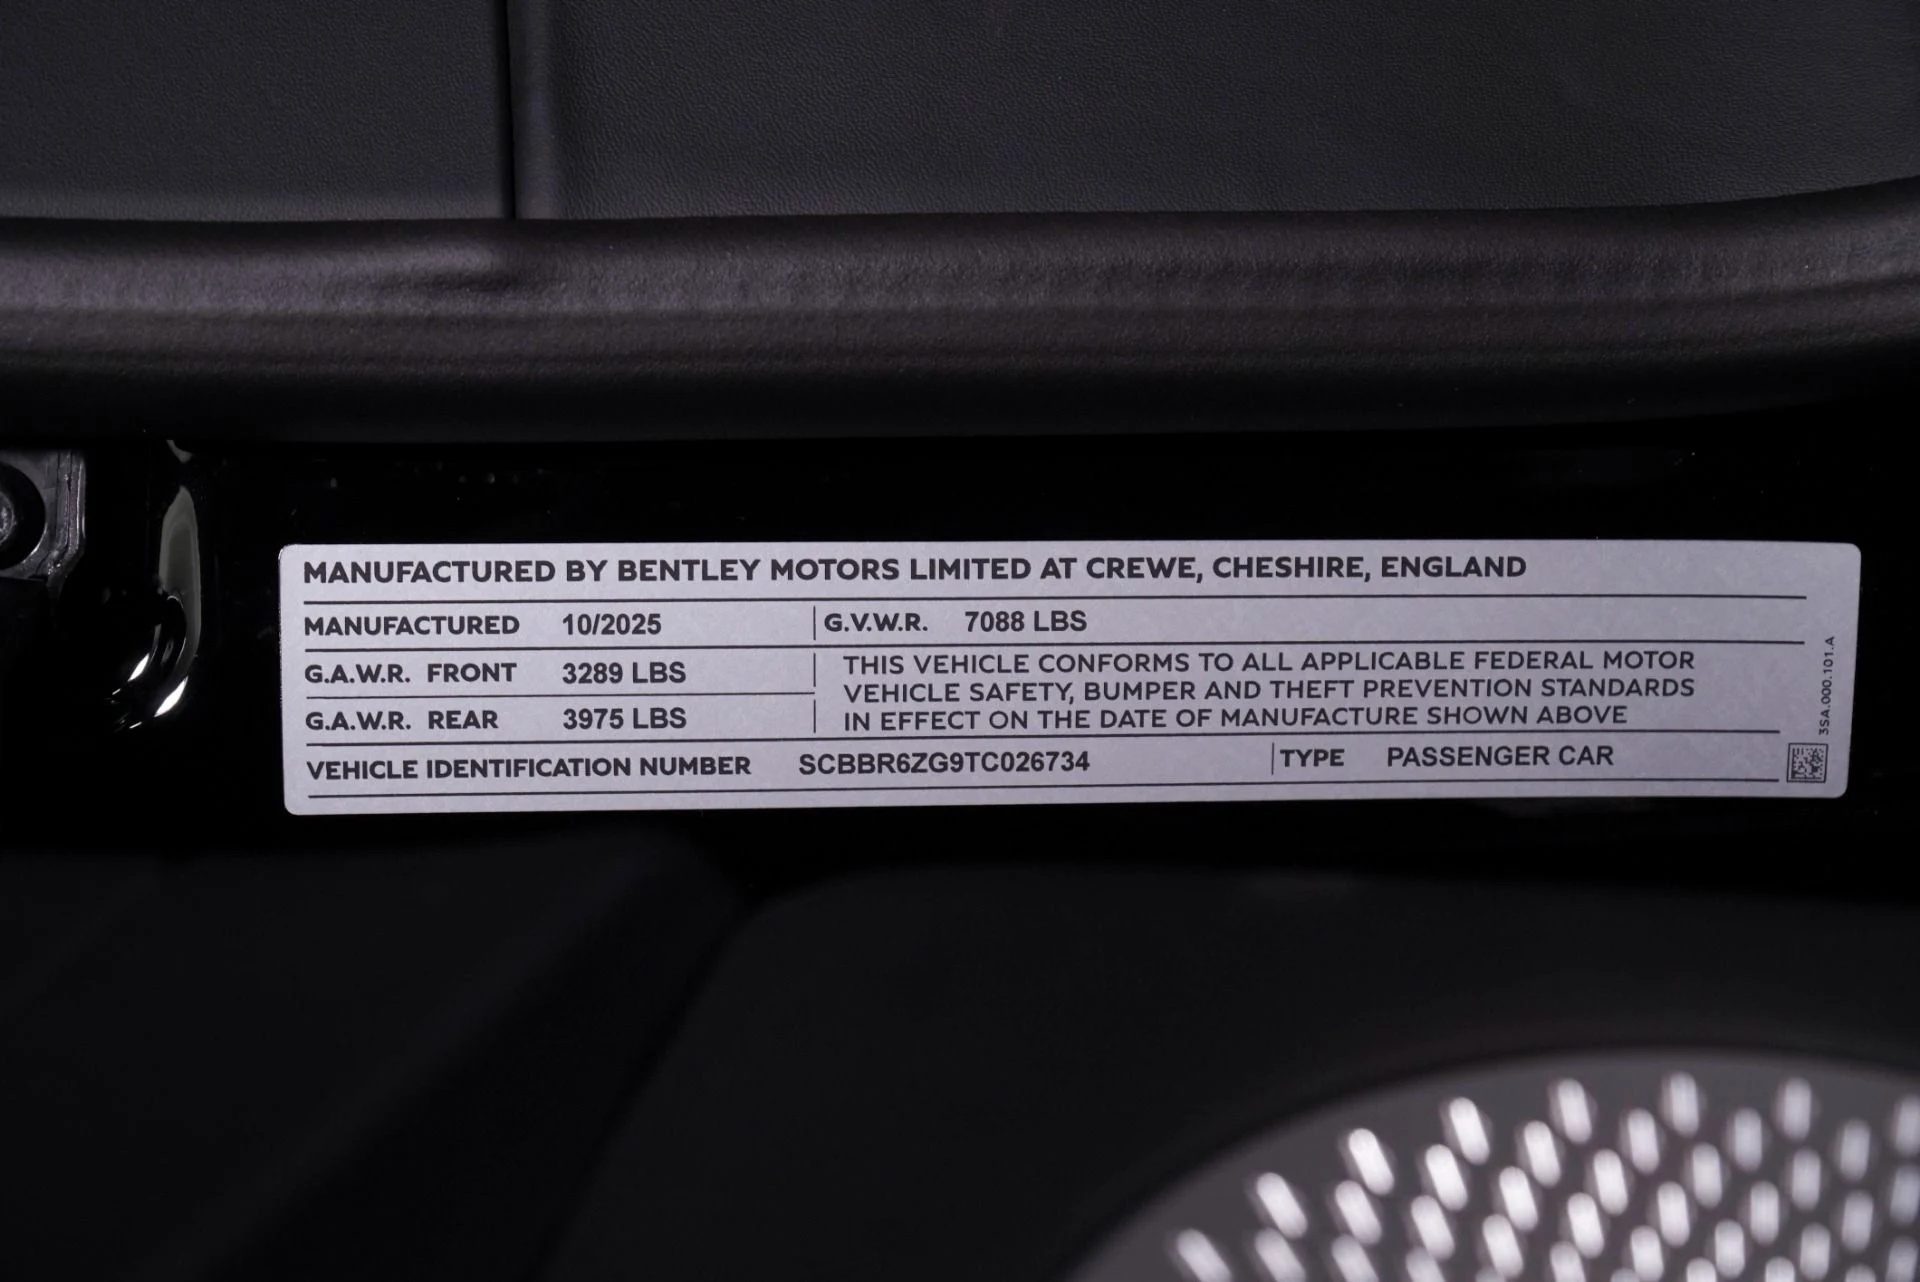 MANUFACTURED BY BENTLEY MOTORS LIMITED AT CREWE, CHESHIRE, ENGLAND
MANUFACTURED 10/2025 G.V.W.R. 7088 LBS
G.A.W.R. FRONT 3289 LBS
G.A.W.R. REAR 3975 LBS
THIS VEHICLE CONFORMS TO ALL APPLICABLE FEDERAL MOTOR
VEHICLE SAFETY, BUMPER AND THEFT PREVENTION STANDARDS
IN EFFECT ON THE DATE OF MANUFACTURE SHOWN ABOVE
VEHICLE IDENTIFICATION NUMBER SCBBR6ZG9TC026734 TYPE PASSENGER CAR
3SA.000.101.A